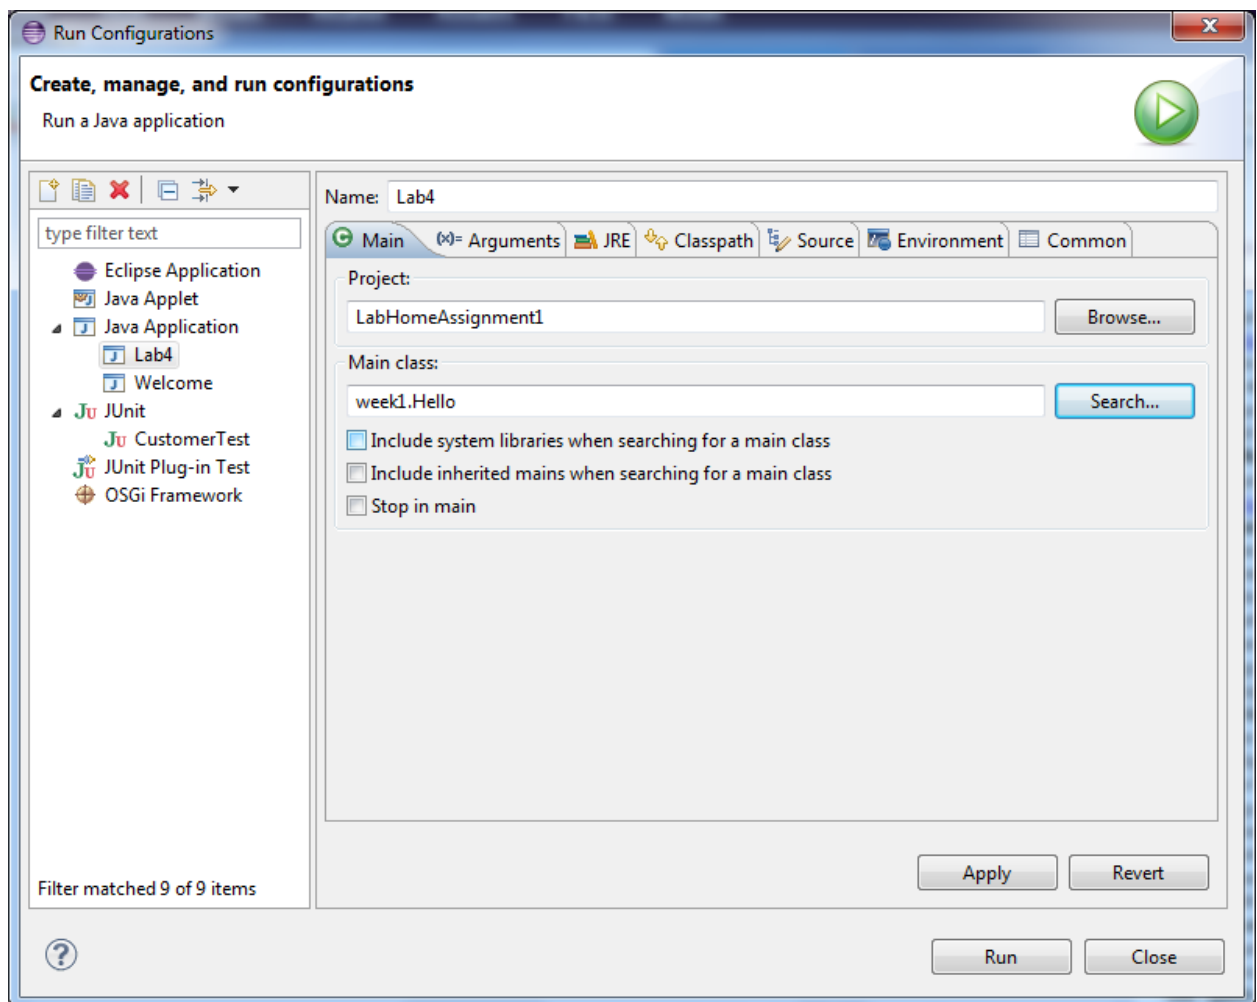 Run Configurations
X
Create, manage, and run configurations
Run a Java application
type filter text
Eclipse Application
Java Applet
Java Application
Lab4
Welcome
JU JUnit
JU CustomerTest
JU JUnit Plug-in Test
OSGi Framework
Filter matched 9 of 9 items
Name: Lab4
C Main (x)= Arguments JRE Classpath Source Environment Common
Project:
LabHomeAssignment1 Browse...
Main class:
week1.Hello Search...
Include system libraries when searching for a main class
Include inherited mains when searching for a main class
Stop in main
Apply Revert
? Run Close